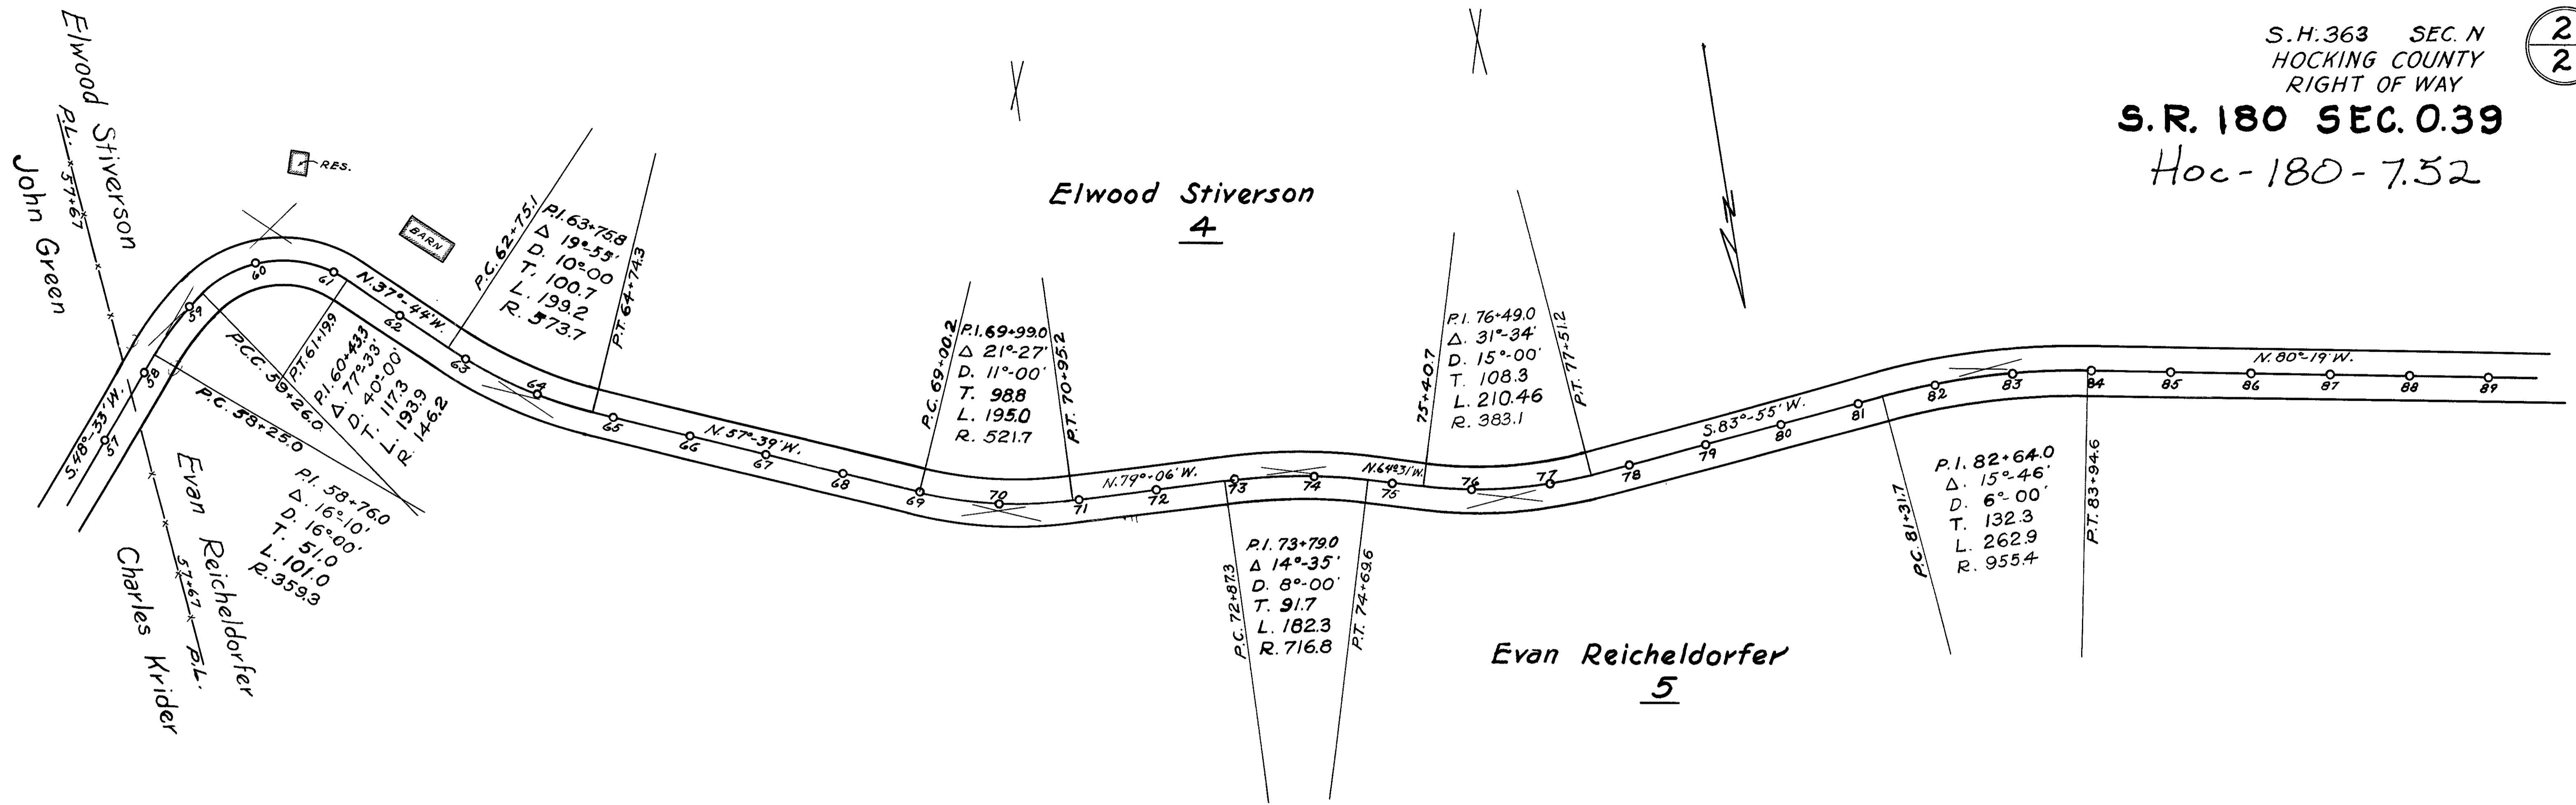 S.H.363 SEC. N
HOCKING COUNTY
RIGHT OF WAY
S.R. 180 SEC. 0.39
Hoc-180-7.52
2
2
Elwood Stiverson
P.L.
57+67
John Green
RES.
BARN
S.48°-33'W.
57
58
59
60
61
N.37°-44'W.
62
63
64
65
66
N.57°-39'W.
67
68
69
70
71
N.79°-06'W.
72
73
74
N.64°31'W.
75
76
77
78
79
S.83°-55'W.
80
81
82
83
84
85
N.80°-19'W.
86
87
88
89
P.C. 58+25.0
P.I. 58+76.0
Δ. 16°-10'
D. 16°-00'
T. 51.0
L. 101.0
R. 359.3
P.C.C. 59+26.0
P.T. 61+19.9
P.I. 60+43.3
Δ. 77°-33'
D. 40°-00'
T. 117.3
L. 193.9
R. 146.2
P.C. 62+75.1
P.I. 63+75.8
Δ 19°-55'
D. 10°-00
T. 100.7
L. 199.2
R. 573.7
P.T. 64+74.3
Elwood Stiverson
4
P.C. 69+00.2
P.I. 69+99.0
Δ 21°-27'
D. 11°-00'
T. 98.8
L. 195.0
R. 521.7
P.T. 70+95.2
P.C. 72+87.3
P.I. 73+79.0
Δ 14°-35'
D. 8°-00'
T. 91.7
L. 182.3
R. 716.8
P.T. 74+69.6
75+40.7
P.I. 76+49.0
Δ. 31°-34'
D. 15°-00'
T. 108.3
L. 210.46
R. 383.1
P.T. 77+51.2
P.C. 81+31.7
P.I. 82+64.0
Δ. 15°-46'
D. 6°-00'
T. 132.3
L. 262.9
R. 955.4
P.T. 83+94.6
Evan Reicheldorfer
5
Evan Reicheldorfer
57+67
P.L.
Charles Krider